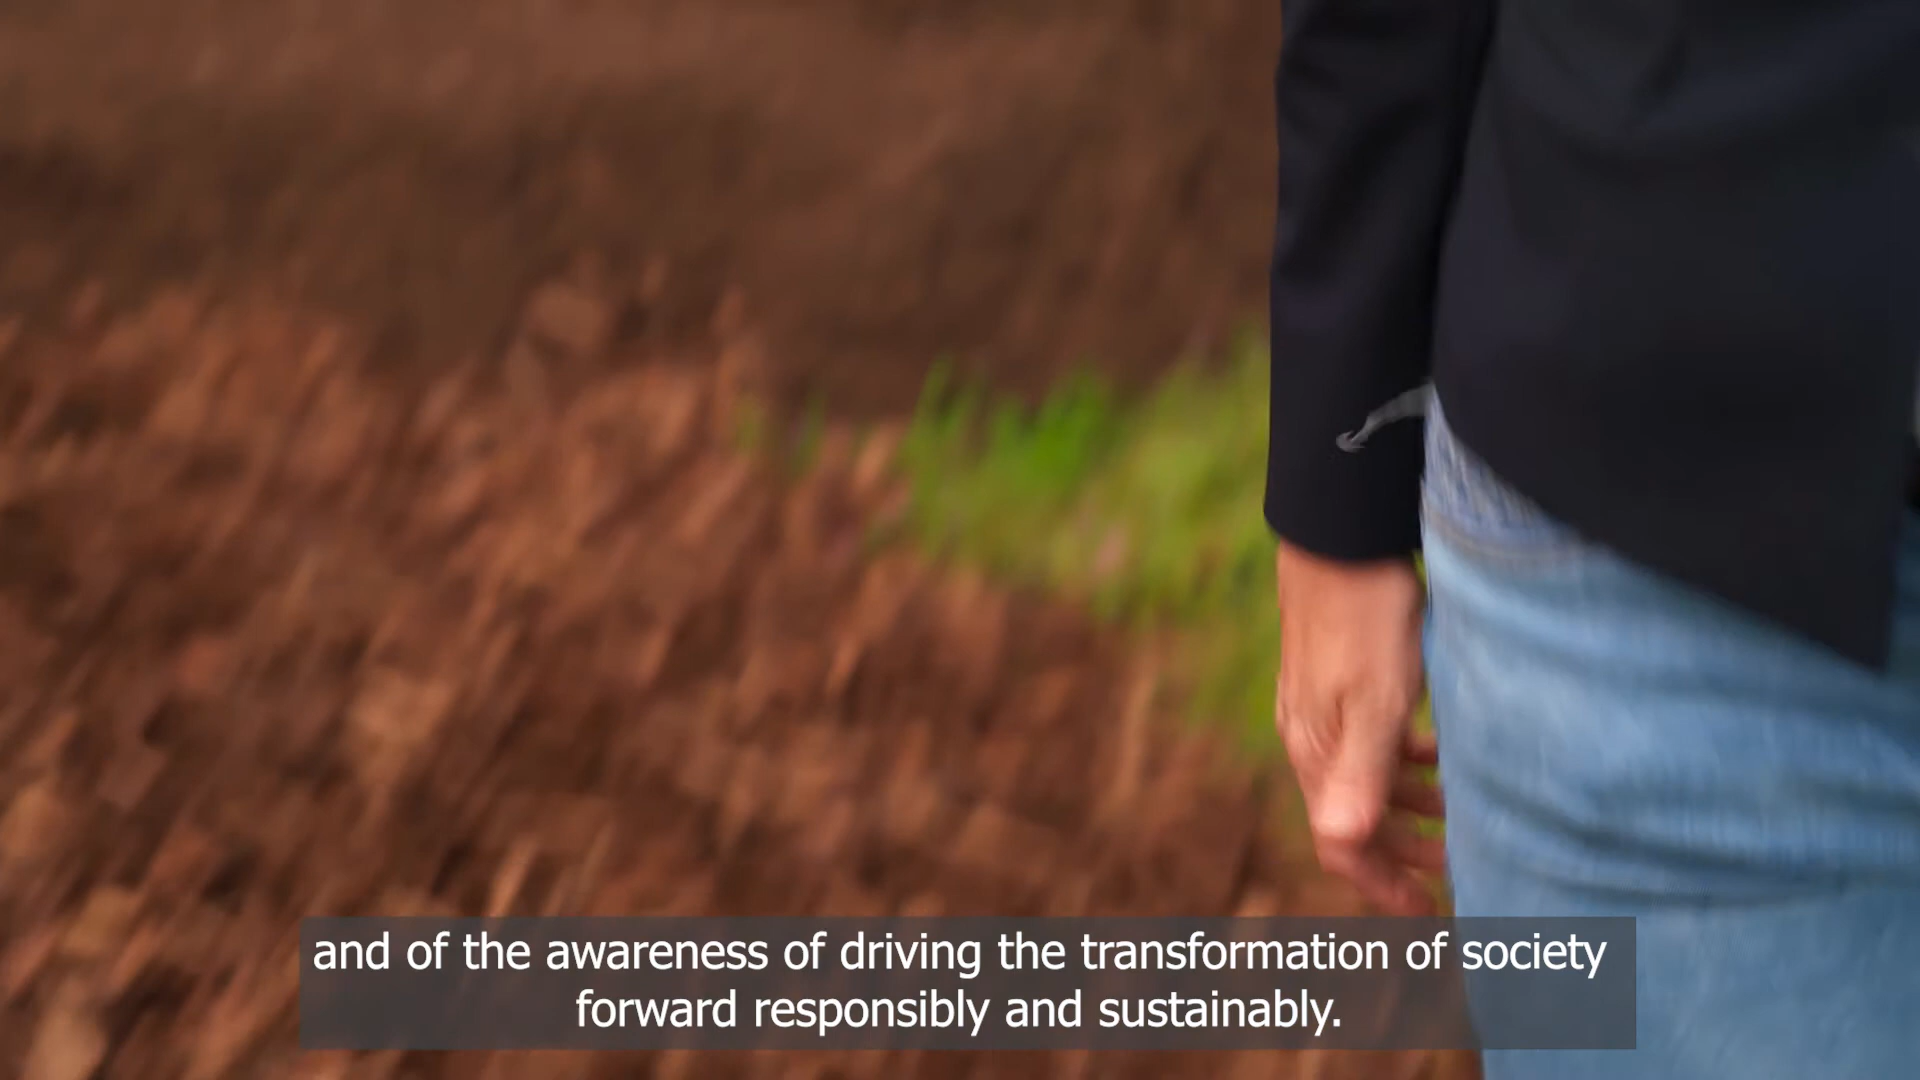 and of the awareness of driving the transformation of society
forward responsibly and sustainably.